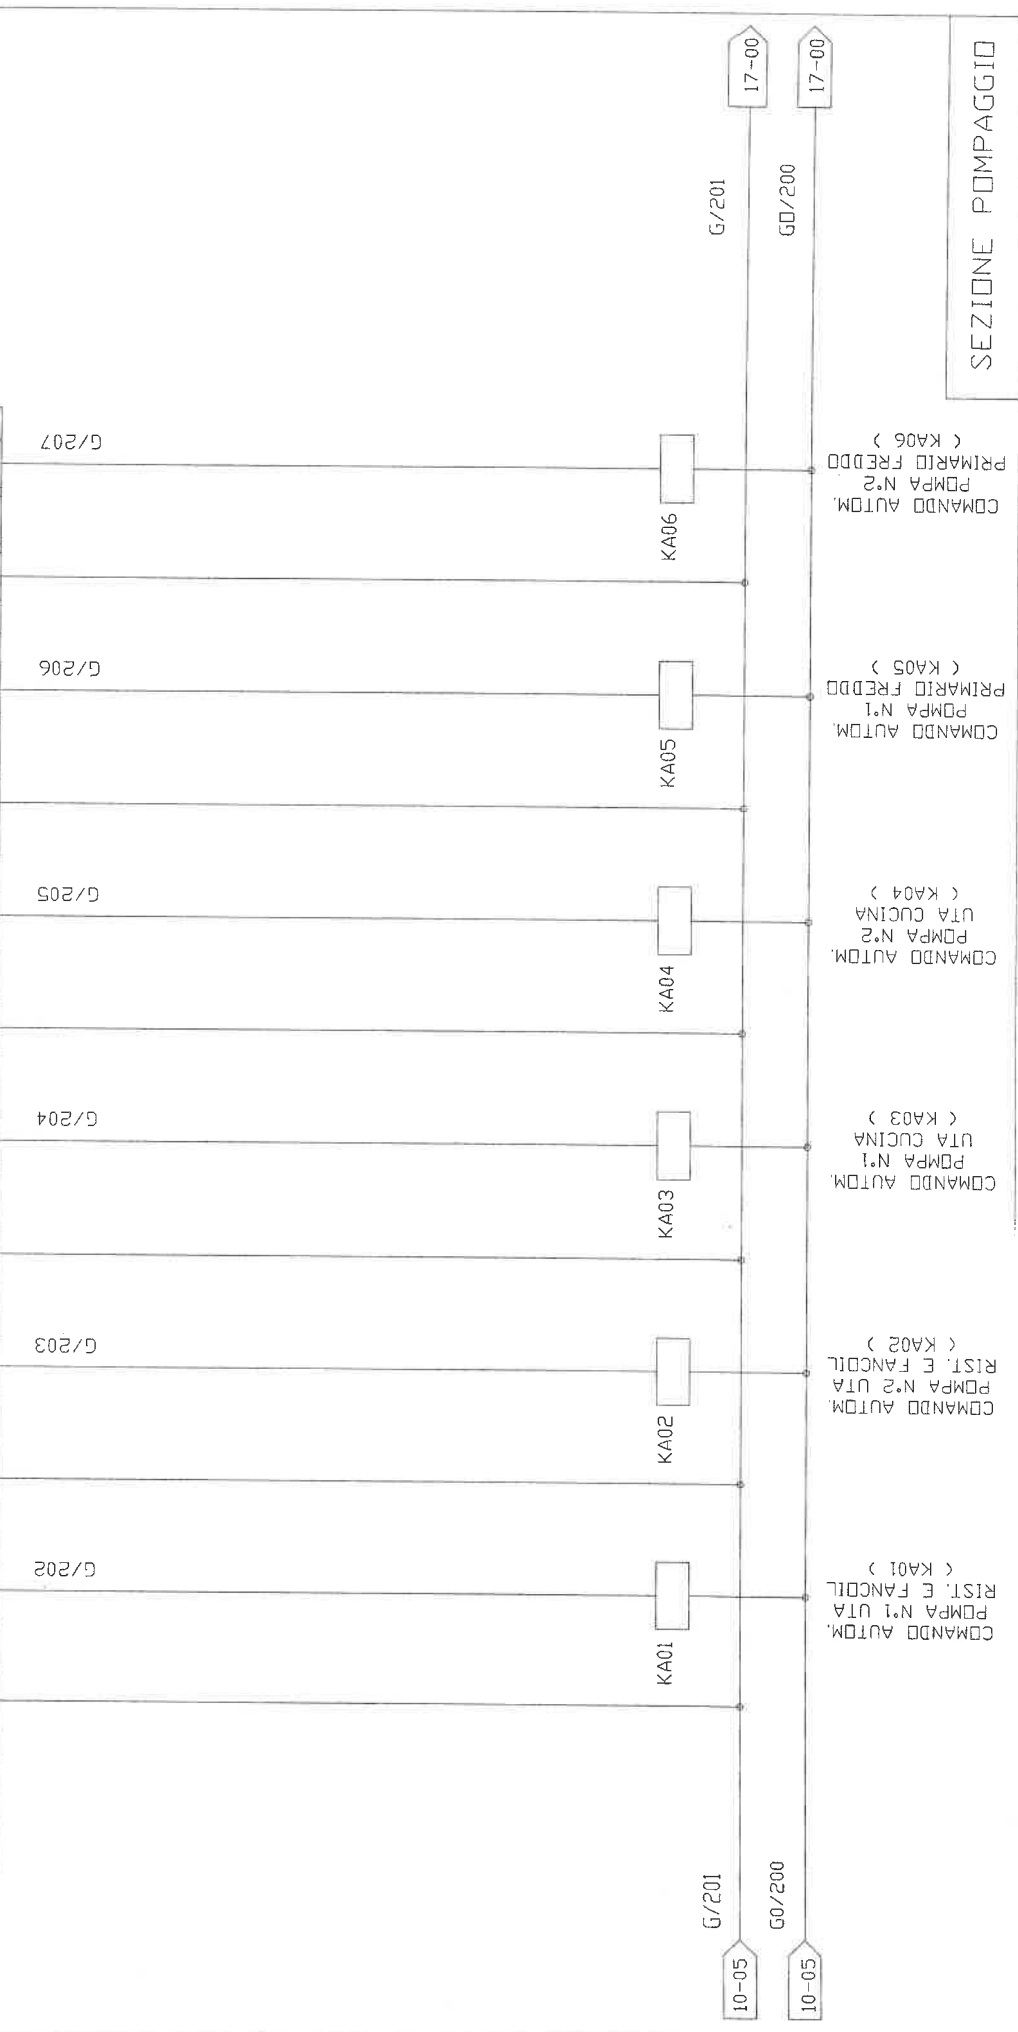 17-00
17-00
G/201
G0/200
SEZIONE POMPAGGIO
G/207
KA06
COMANDO AUTOM.
POMPA N°2
PRIMARIO FREDDO
( KA06 )
G/206
KA05
COMANDO AUTOM.
POMPA N°1
PRIMARIO FREDDO
( KA05 )
G/205
KA04
COMANDO AUTOM.
POMPA N°2
UTA CUCINA
( KA04 )
G/204
KA03
COMANDO AUTOM.
POMPA N°1
UTA CUCINA
( KA03 )
G/203
KA02
COMANDO AUTOM.
POMPA N°2 UTA
RIST. E FANCOIL
( KA02 )
G/202
KA01
COMANDO AUTOM.
POMPA N°1 UTA
RIST. E FANCOIL
( KA01 )
G/201
G0/200
10-05
10-05